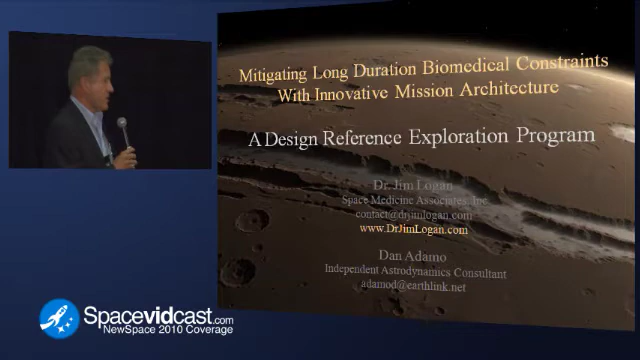 Mitigating Long Duration Biomedical Constraints
With Innovative Mission Architecture
A Design Reference Exploration Program
Dr. Jim Logan
Space Medicine Associates, Inc
contact@drjimlogan.com
www.DrJimLogan.com
Dan Adamo
Independent Astrodynamics Consultant
adamod@earthlink.net
Spacevidcast.com
NewSpace 2010 Coverage